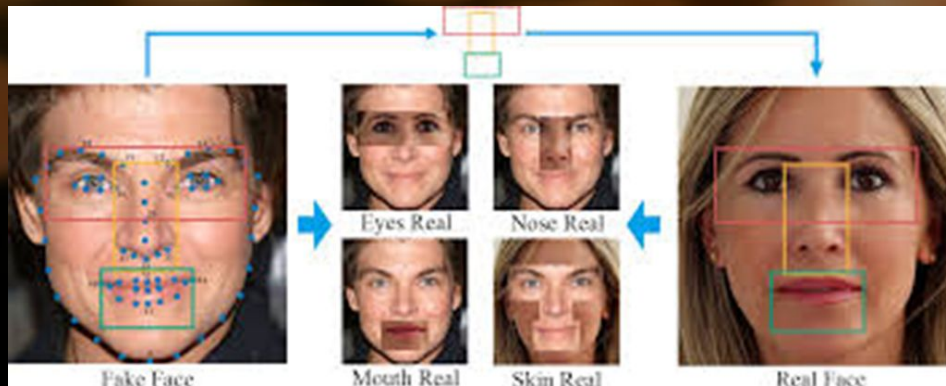 Eyes Real
Nose Real
Fake Face
Mouth Real
Skin Real
Real Face